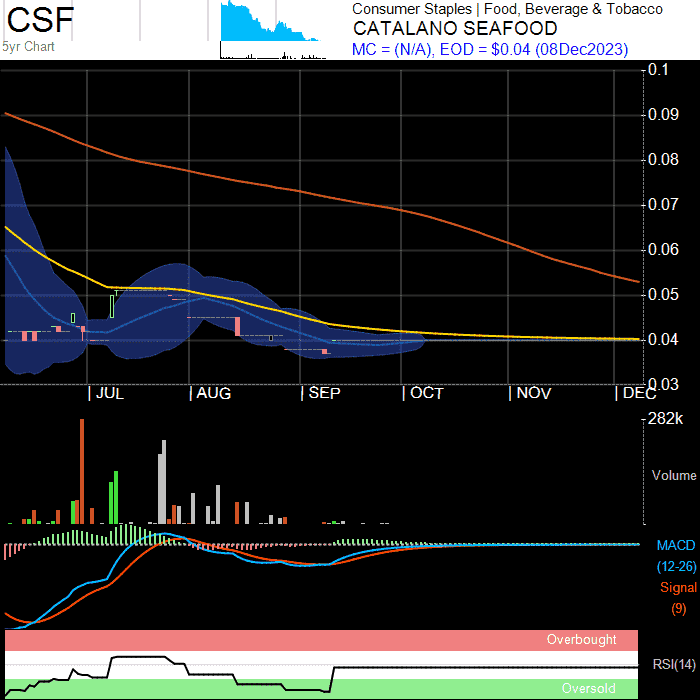 CSF
5yr Chart
Consumer Staples | Food, Beverage & Tobacco
CATALANO SEAFOOD
MC = (N/A), EOD = $0.04 (08Dec2023)
0.1
0.09
0.08
0.07
0.06
0.05
0.04
0.03
JUL AUG SEP OCT NOV DEC
282k
Volume
MACD
(12-26)
Signal
(9)
Overbought
RSI(14)
Oversold